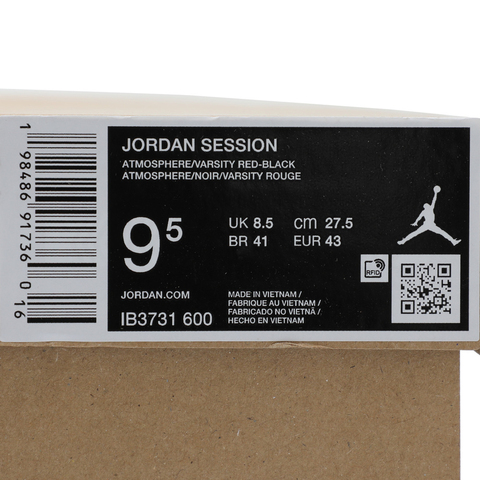 1 98486 91736 0 16
JORDAN SESSION
ATMOSPHERE/VARSITY RED-BLACK
ATMOSPHERE/NOIR/VARSITY ROUGE
9⁵
UK 8.5 cm 27.5
BR 41 EUR 43
RFID
JORDAN.COM
IB3731 600
MADE IN VIETNAM /
FABRIQUÉ AU VIETNAM /
FABRICADO NO VIETNÃ /
HECHO EN VIETNAM